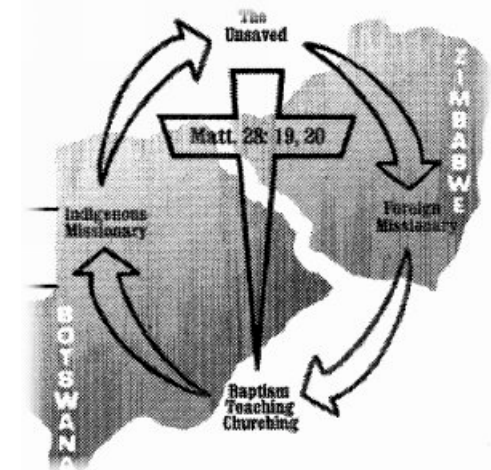 The
Unsaved
ZIMBABWE
Matt. 28: 19, 20
Indigenous
Missionary
Foreign
Missionary
BOTSWANA
Baptism
Teaching
Churching